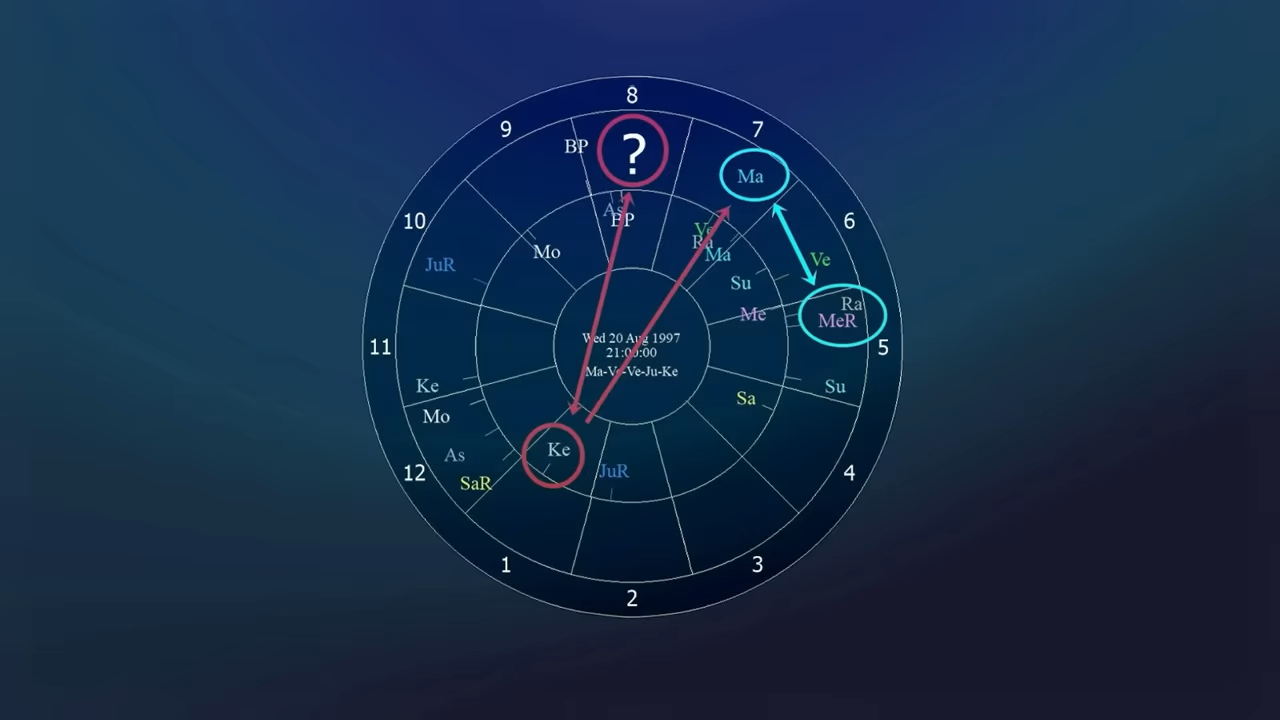 8
9
7
BP
?
Ma
As
BP
10
6
Ve
Ra
Mo
Ma
JuR
Ve
Su
Ra
Me
MeR
Wed 20 Aug 1997
11
5
21:00:00
Ma-Ve-Ve-Ju-Ke
Ke
Su
Sa
Mo
Ke
As
12
JuR
4
SaR
1
3
2